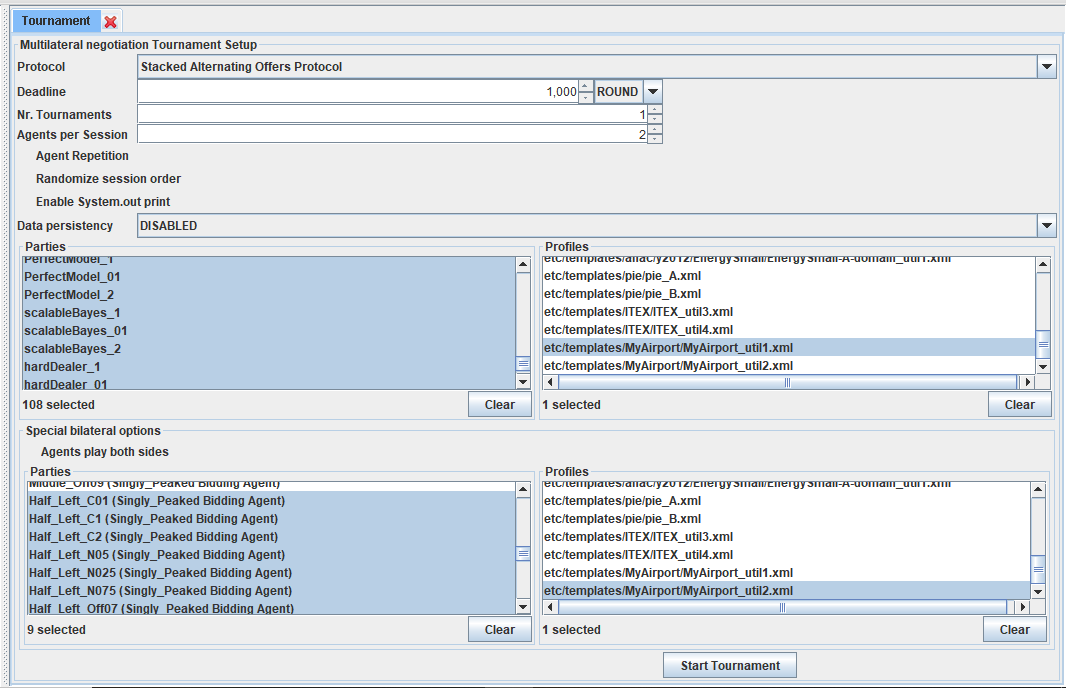 Tournament
Multilateral negotiation Tournament Setup
Protocol Stacked Alternating Offers Protocol
Deadline 1,000 ROUND
Nr. Tournaments 1
Agents per Session 2
Agent Repetition
Randomize session order
Enable System.out print
Data persistency DISABLED
Parties
PerfectModel_1
PerfectModel_01
PerfectModel_2
scalableBayes_1
scalableBayes_01
scalableBayes_2
hardDealer_1
hardDealer_01
108 selected
Clear
Profiles
etc/templates/anac/y2012/EnergySmall/EnergySmall-A-domain_util1.xml
etc/templates/pie/pie_A.xml
etc/templates/pie/pie_B.xml
etc/templates/ITEX/ITEX_util3.xml
etc/templates/ITEX/ITEX_util4.xml
etc/templates/MyAirport/MyAirport_util1.xml
etc/templates/MyAirport/MyAirport_util2.xml
1 selected
Clear
Special bilateral options
Agents play both sides
Parties
Middle_Off09 (Singly_Peaked Bidding Agent)
Half_Left_C01 (Singly_Peaked Bidding Agent)
Half_Left_C1 (Singly_Peaked Bidding Agent)
Half_Left_C2 (Singly_Peaked Bidding Agent)
Half_Left_N05 (Singly_Peaked Bidding Agent)
Half_Left_N025 (Singly_Peaked Bidding Agent)
Half_Left_N075 (Singly_Peaked Bidding Agent)
Half_Left_Off07 (Singly_Peaked Bidding Agent)
9 selected
Clear
Profiles
etc/templates/anac/y2012/EnergySmall/EnergySmall-A-domain_util1.xml
etc/templates/pie/pie_A.xml
etc/templates/pie/pie_B.xml
etc/templates/ITEX/ITEX_util3.xml
etc/templates/ITEX/ITEX_util4.xml
etc/templates/MyAirport/MyAirport_util1.xml
etc/templates/MyAirport/MyAirport_util2.xml
1 selected
Clear
Start Tournament